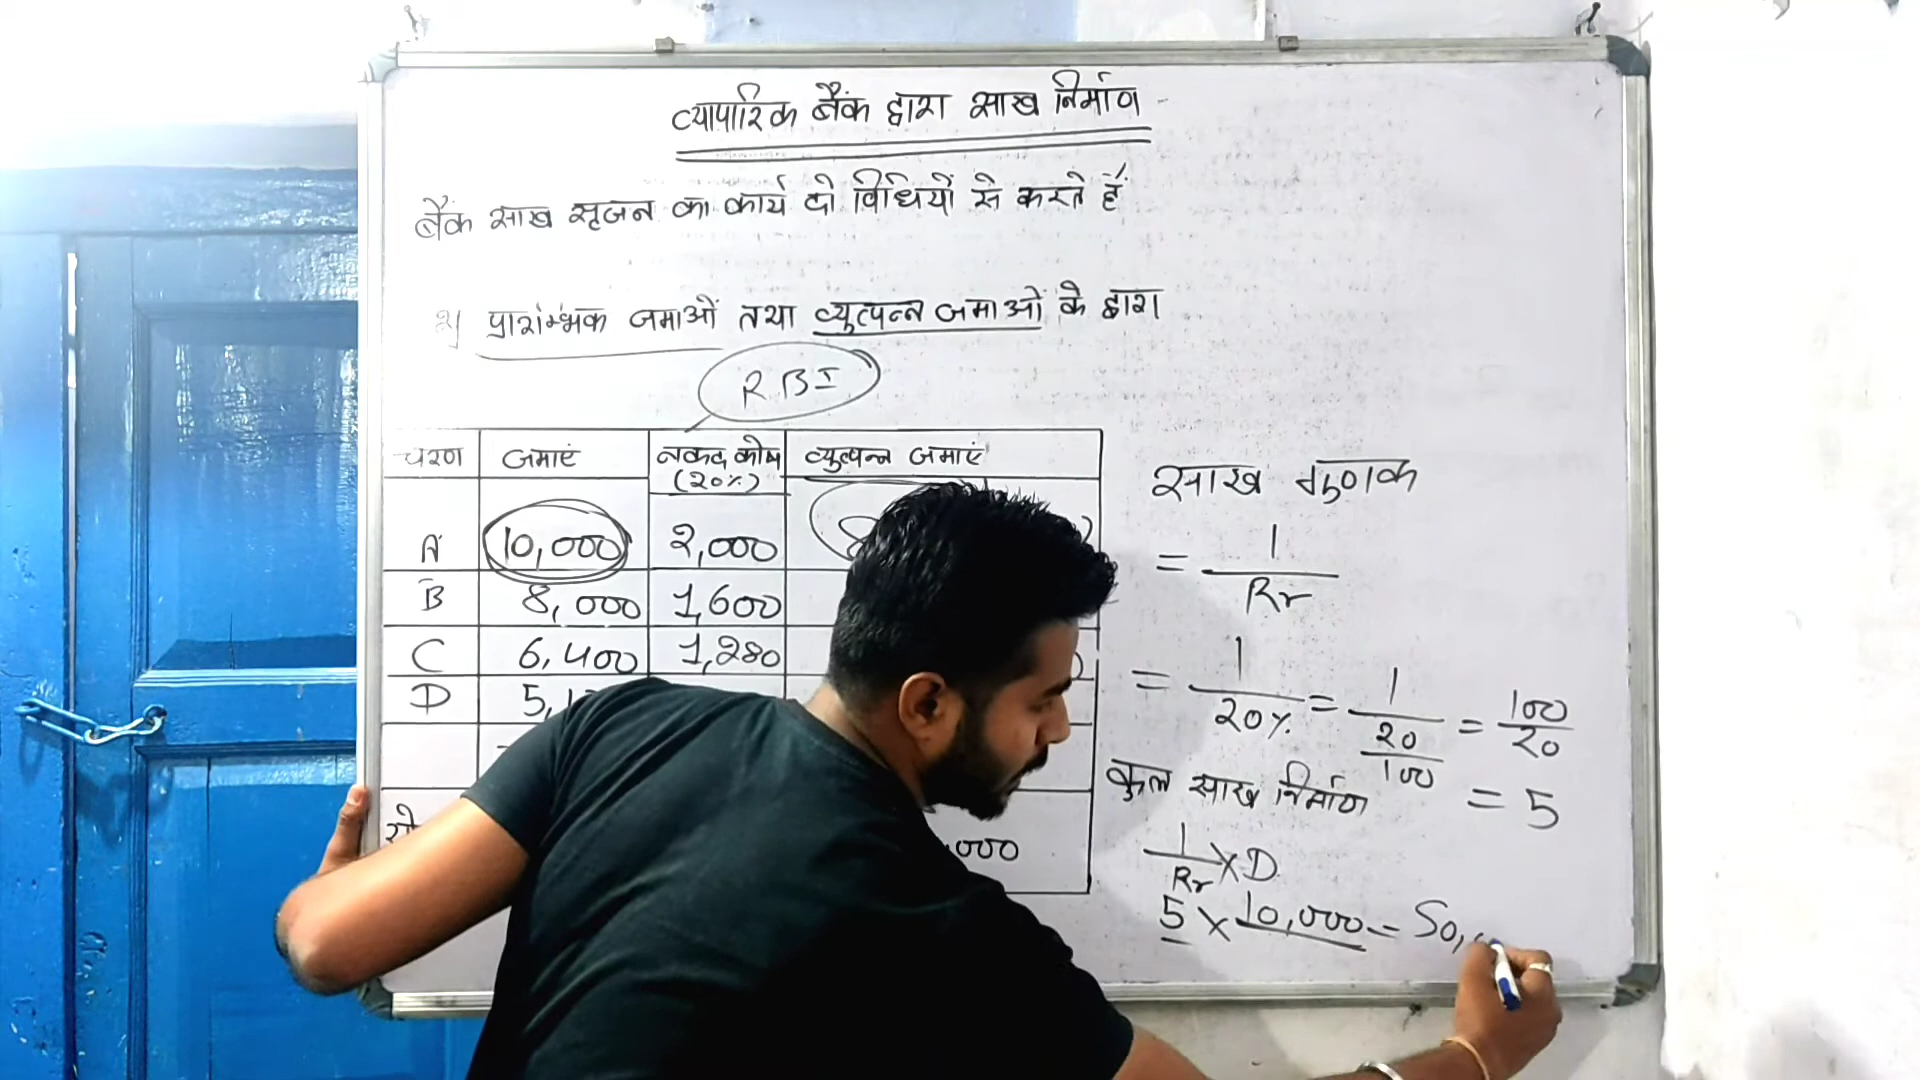 व्यापारिक बैंक द्वारा साख निर्माण -
बैंक साख सृजन का कार्य दो विधियों से करते हैं
प्रारंम्भिक जमाओं तथा व्युत्पन्न जमाओं के द्वारा
RBI
चरण जमाएं नकद कोष (20%) व्युत्पन्न जमाएं
A 10,000 2,000
B 8,000 1,600
C 6,400 1,280
D 5,1
,000
साख गुणक
= 1/Rr
= 1/20% = 1/(20/100) = 100/20
कुल साख निर्माण = 5
1/Rr × D
5 × 10,000 = 50,